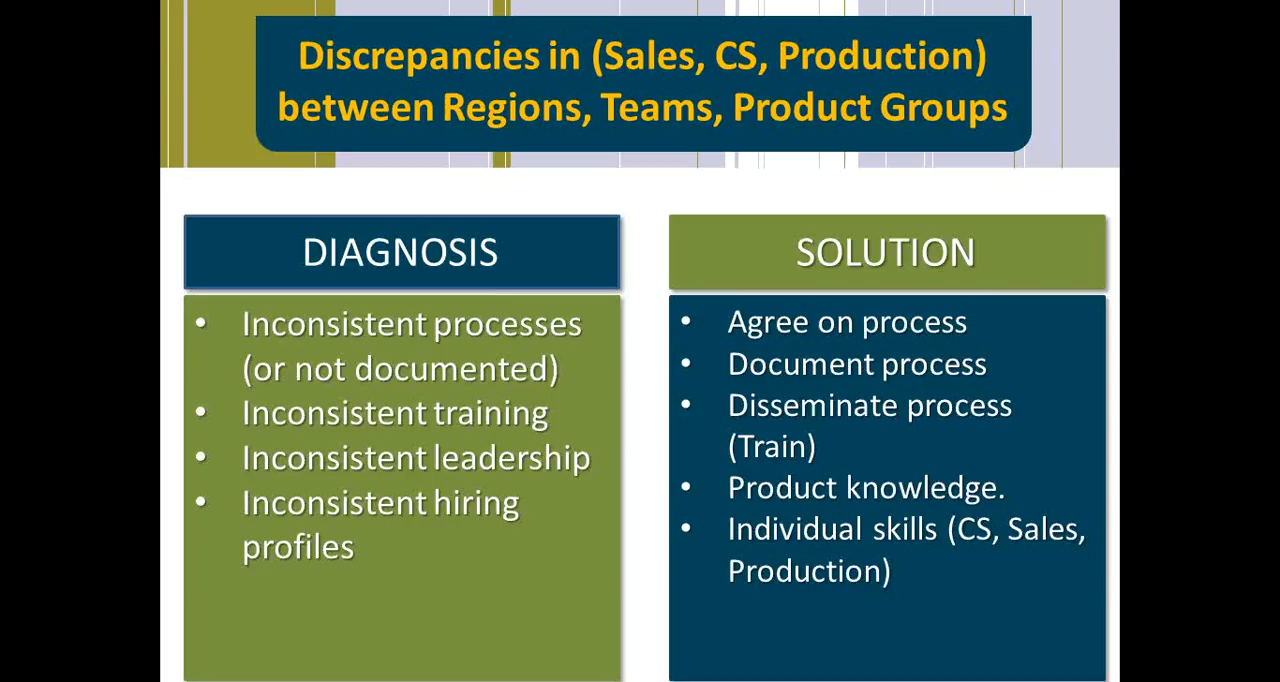 Discrepancies in (Sales, CS, Production)
between Regions, Teams, Product Groups
DIAGNOSIS
• Inconsistent processes
(or not documented)
• Inconsistent training
• Inconsistent leadership
• Inconsistent hiring
profiles
SOLUTION
• Agree on process
• Document process
• Disseminate process
(Train)
• Product knowledge.
• Individual skills (CS, Sales,
Production)